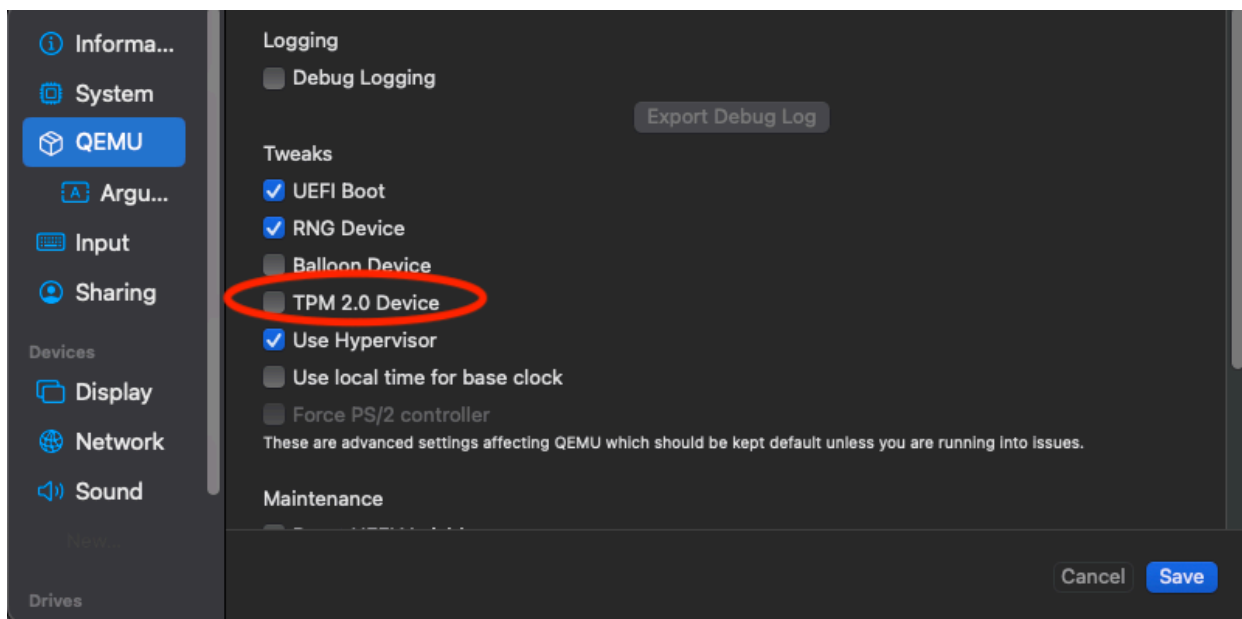 Informa...
System
QEMU
Argu...
Input
Sharing
Devices
Display
Network
Sound
New...
Drives
Logging
Debug Logging
Export Debug Log
Tweaks
UEFI Boot
RNG Device
Balloon Device
TPM 2.0 Device
Use Hypervisor
Use local time for base clock
Force PS/2 controller
These are advanced settings affecting QEMU which should be kept default unless you are running into issues.
Maintenance
Cancel
Save